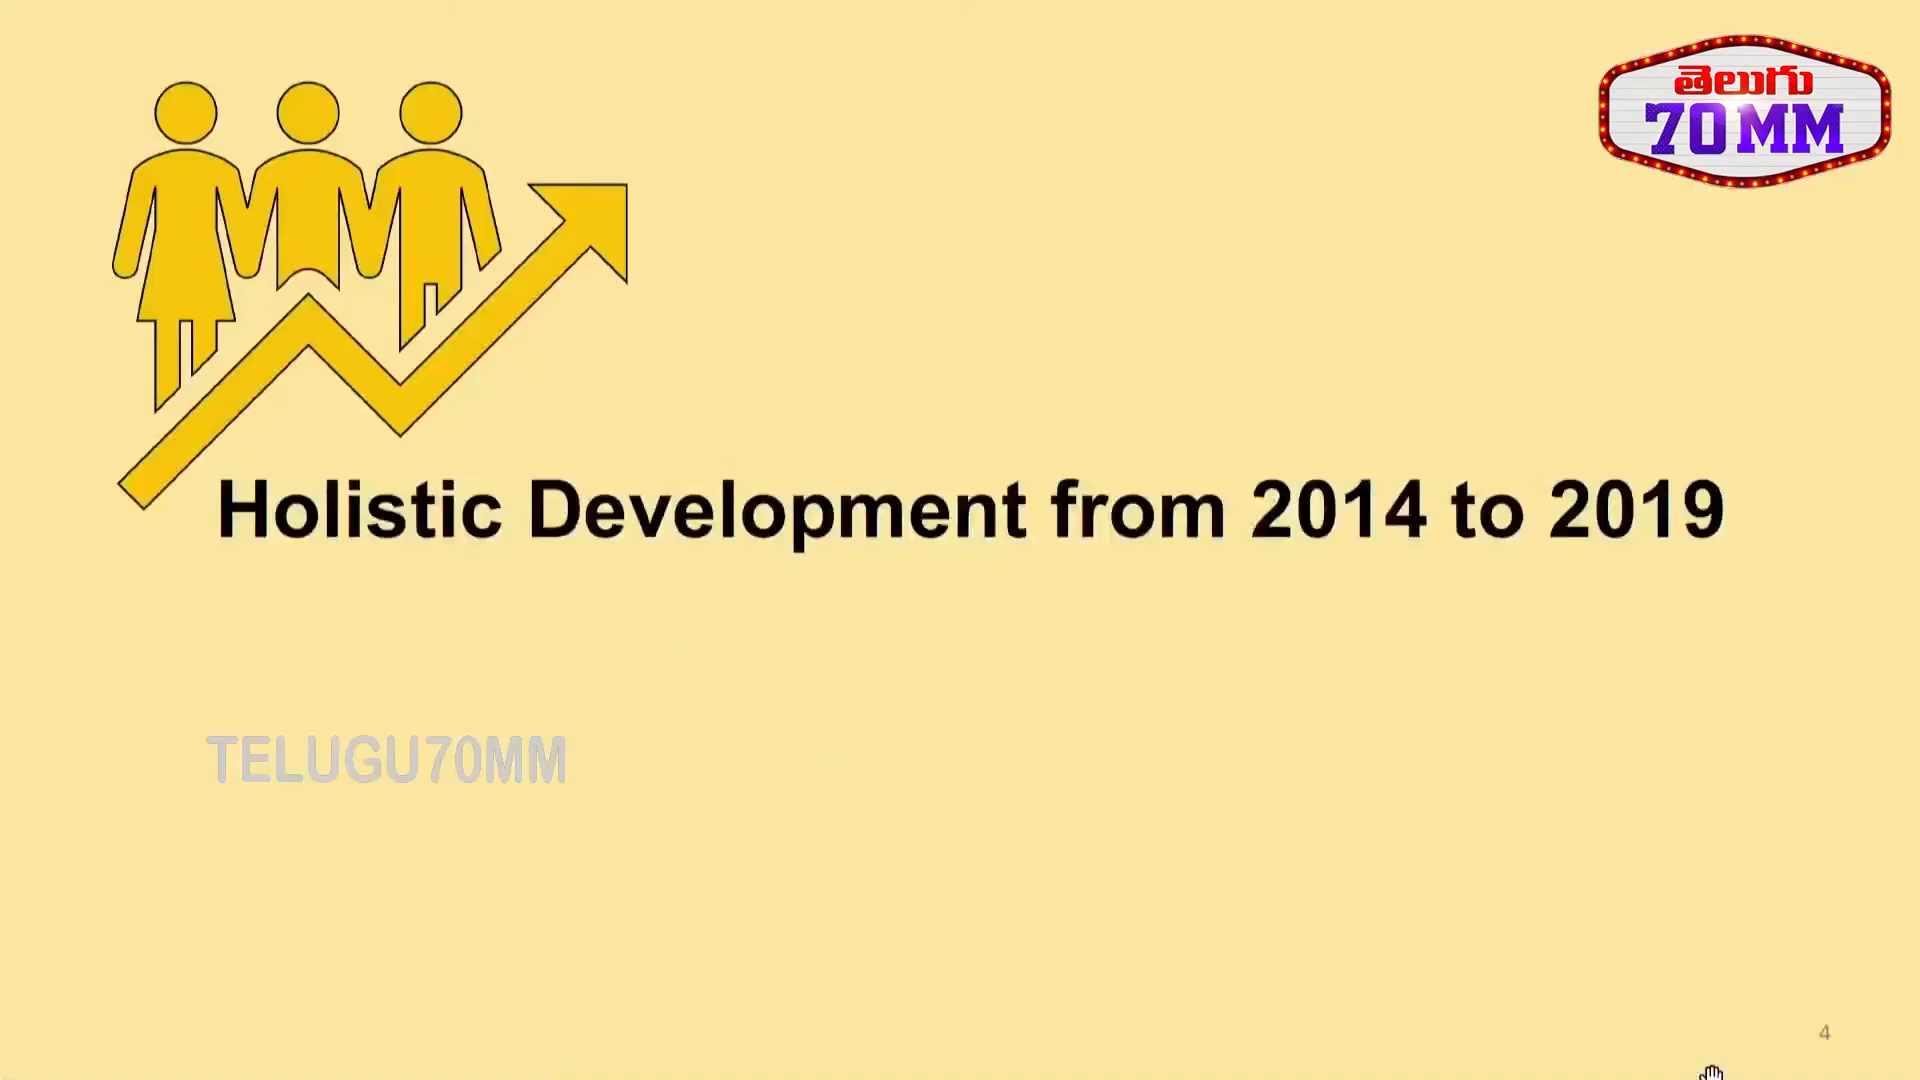 తెలుగు
70MM
Holistic Development from 2014 to 2019
TELUGU70MM
4